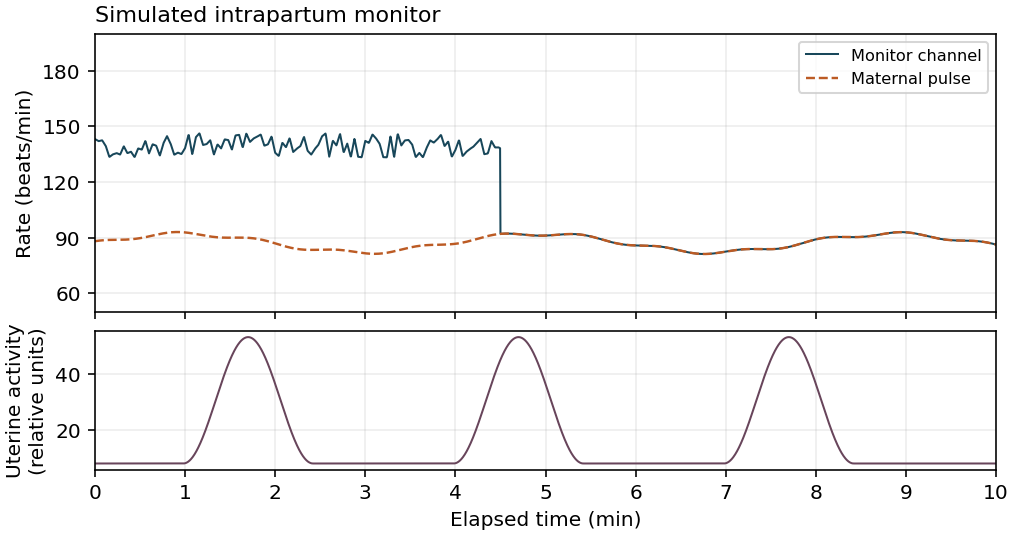 Simulated intrapartum monitor
Rate (beats/min)
180
150
120
90
60
Monitor channel
Maternal pulse
Uterine activity
(relative units)
40
20
0 1 2 3 4 5 6 7 8 9 10
Elapsed time (min)